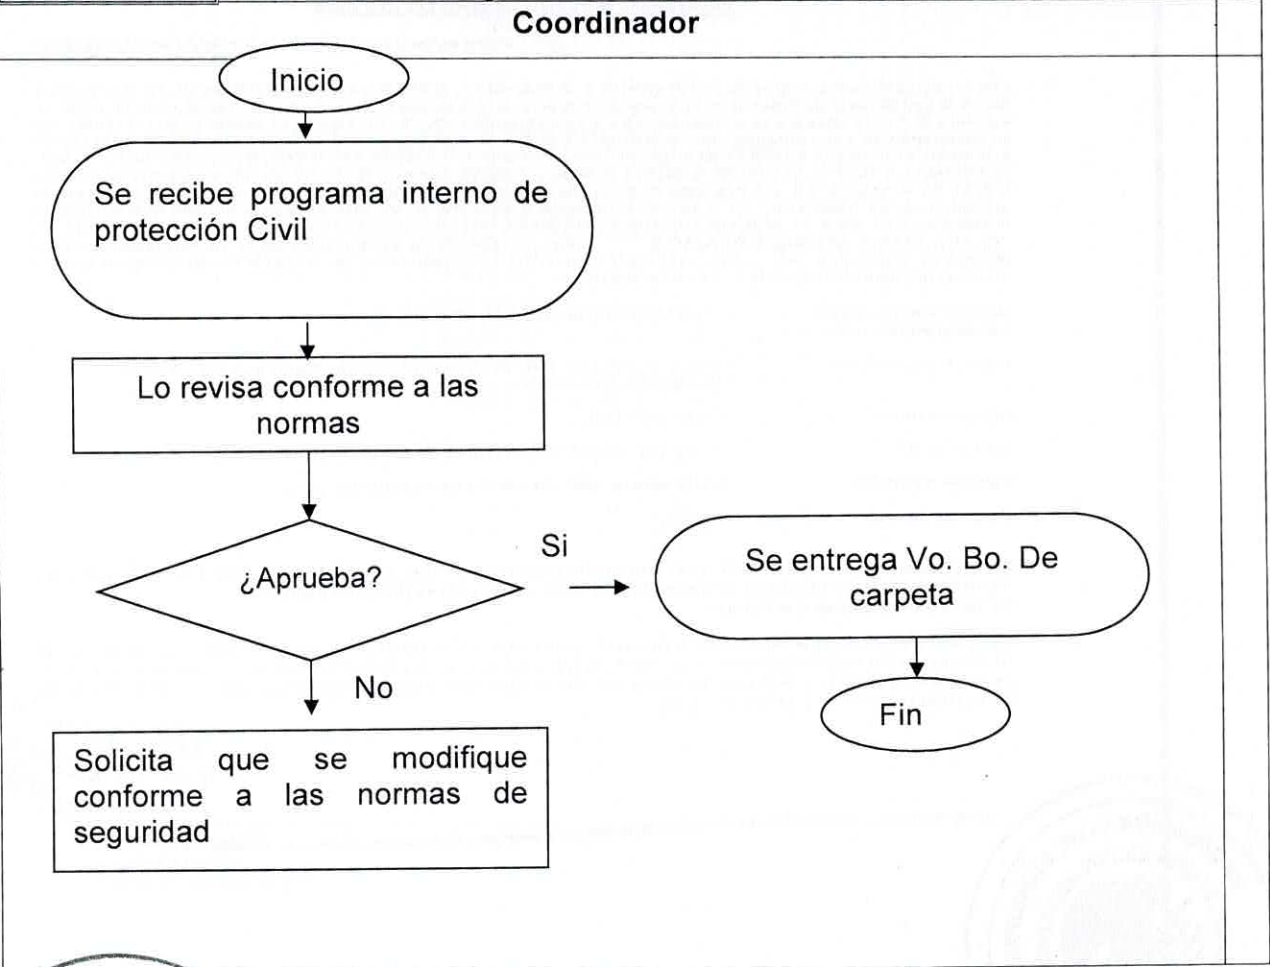 Coordinador
Inicio
Se recibe programa interno de
protección Civil
Lo revisa conforme a las
normas
¿Aprueba?
Si
Se entrega Vo. Bo. De
carpeta
No
Fin
Solicita que se modifique
conforme a las normas de
seguridad